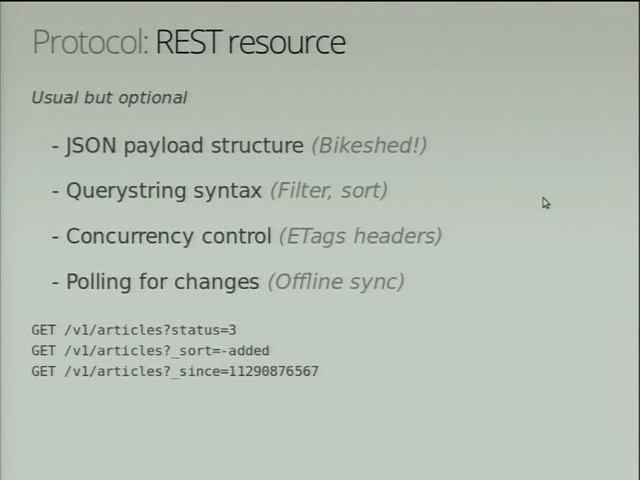 Protocol: REST resource
Usual but optional
- JSON payload structure (Bikeshed!)
- Querystring syntax (Filter, sort)
- Concurrency control (ETags headers)
- Polling for changes (Offline sync)
GET /v1/articles?status=3
GET /v1/articles?_sort=-added
GET /v1/articles?_since=11290876567